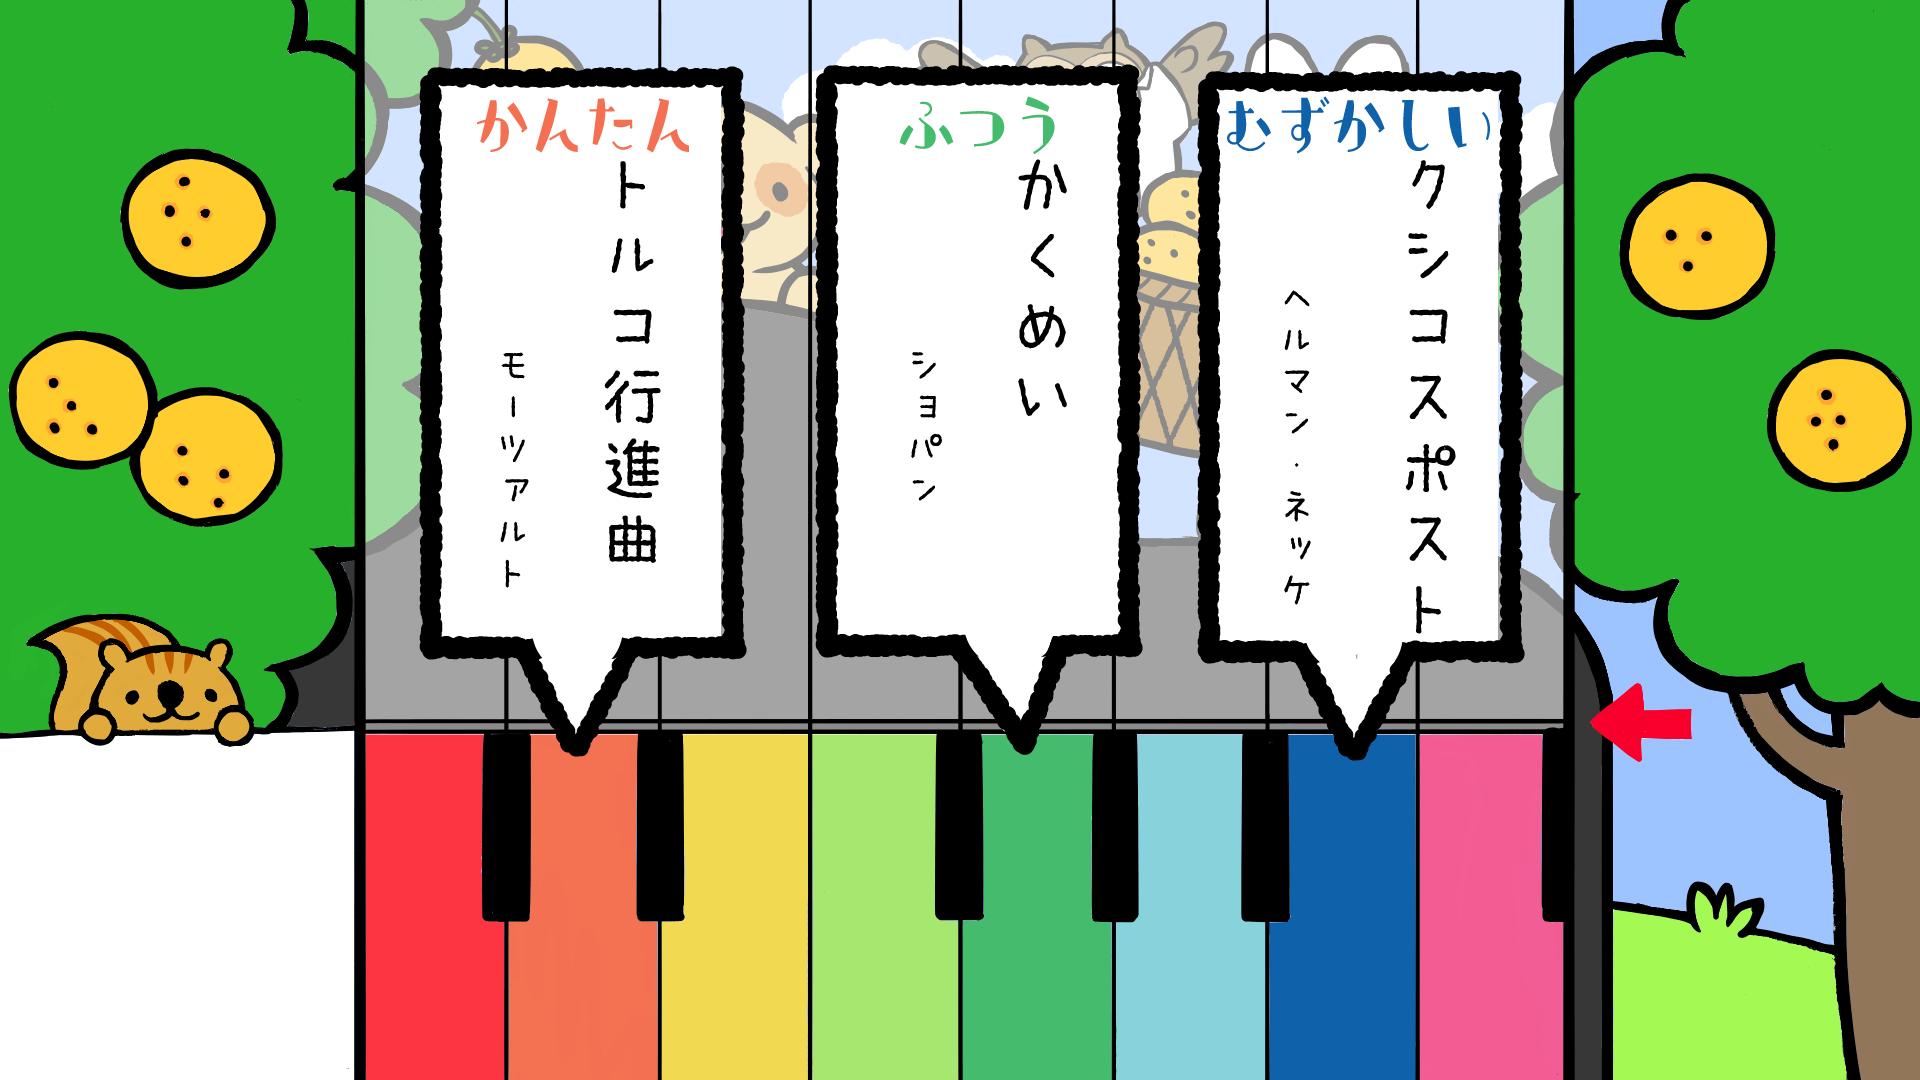 かんたん
トルコ行進曲
モーツアルト
ふつう
かくめい
ショパン
むずかしい
クシコスポスト
ヘルマン・ネッケ